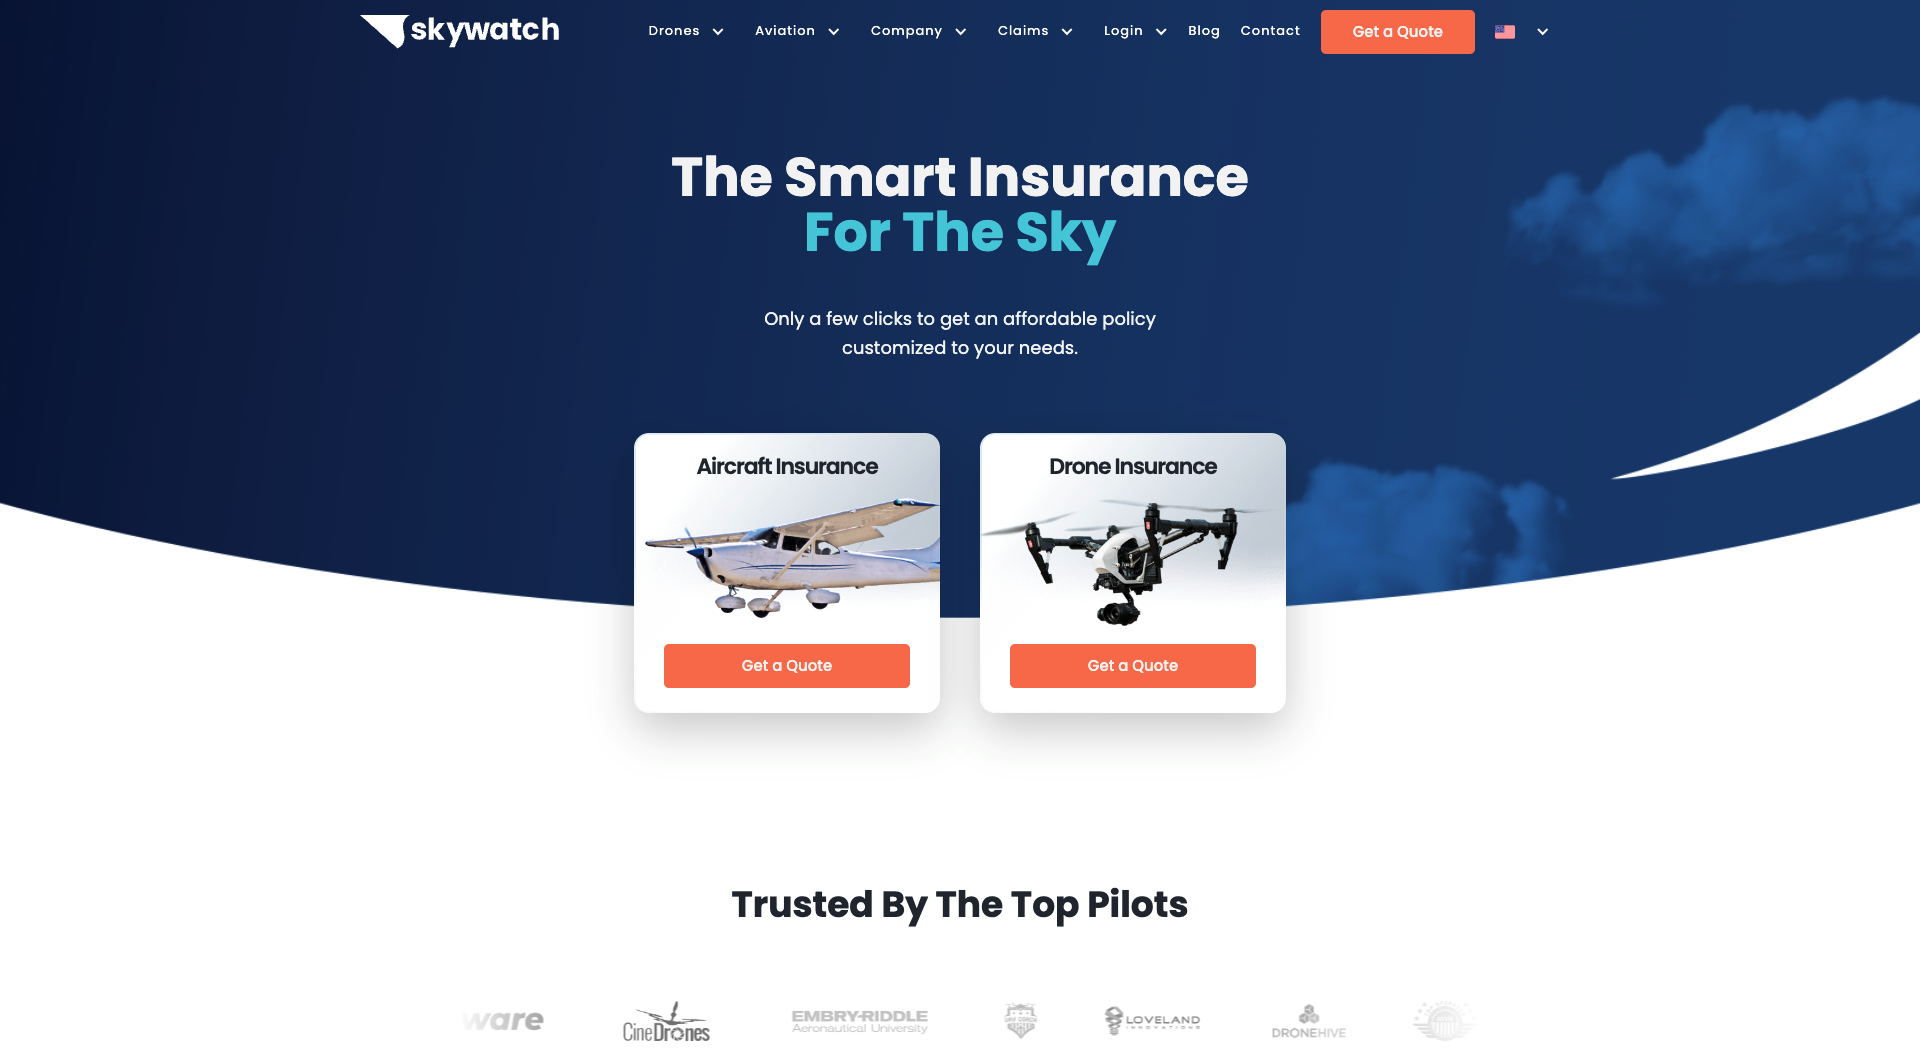 skywatch
Drones
Aviation
Company
Claims
Login
Blog
Contact
Get a Quote
The Smart Insurance
For The Sky
Only a few clicks to get an affordable policy
customized to your needs.
Aircraft Insurance
Drone Insurance
Get a Quote
Get a Quote
Trusted By The Top Pilots
ware
CineDrones
EMBRY-RIDDLE
Aeronautical University
LOVELAND
INNOVATIONS
DRONEHIVE